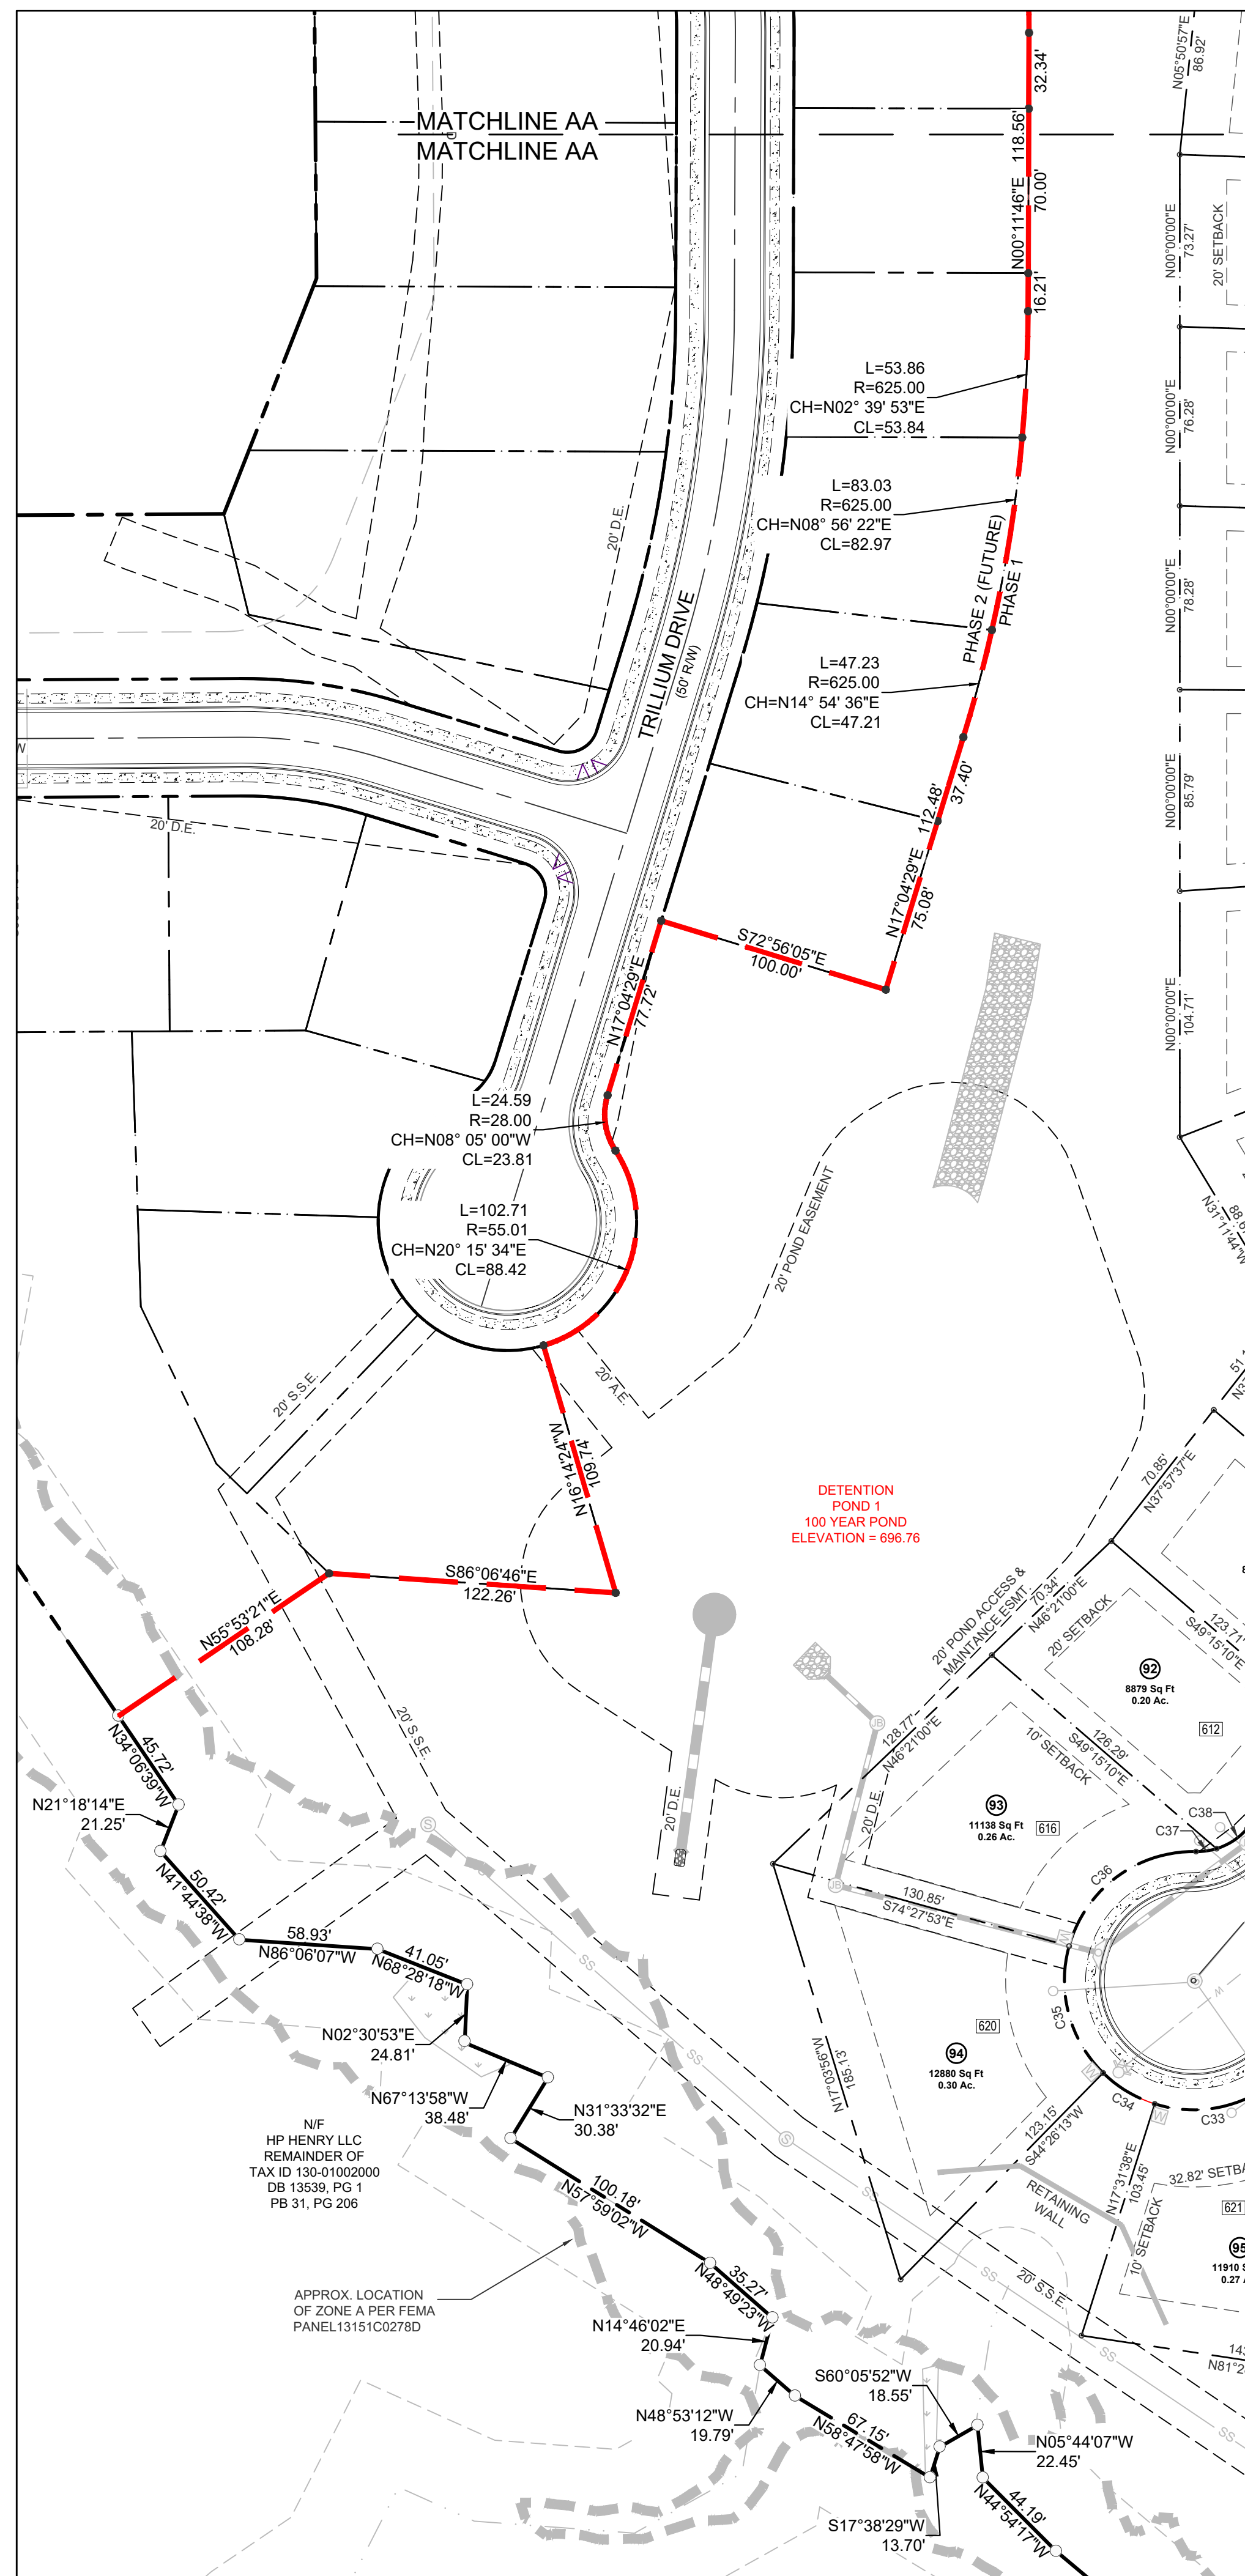 MATCHLINE AA
MATCHLINE AA
32.34'
118.56'
N00°11'46"E
70.00'
16.21'
N05°50'57"E
86.92'
N00°00'00"E
73.27'
20' SETBACK
L=53.86
R=625.00
CH=N02° 39' 53"E
CL=53.84
N00°00'00"E
76.28'
L=83.03
R=625.00
CH=N08° 56' 22"E
CL=82.97
20' D.E.
PHASE 2 (FUTURE)
PHASE 1
N00°00'00"E
78.28'
TRILLIUM DRIVE
(50' R/W)
L=47.23
R=625.00
CH=N14° 54' 36"E
CL=47.21
N00°00'00"E
85.79'
20' D.E.
112.48'
37.40'
N17°04'29"E
75.08'
S72°56'05"E
100.00'
N17°04'29"E
77.72'
N00°00'00"E
104.71'
L=24.59
R=28.00
CH=N08° 05' 00"W
CL=23.81
L=102.71
R=55.01
CH=N20° 15' 34"E
CL=88.42
20' POND EASEMENT
N31°11'44"W
20' S.S.E.
20' A.E.
N16°14'24"W
109.74'
DETENTION
POND 1
100 YEAR POND
ELEVATION = 696.76
70.85'
N37°57'37"E
S86°06'46"E
122.26'
N55°53'21"E
108.28'
20' POND ACCESS &
MAINTANCE ESMT.
70.34'
N46°21'00"E
20' SETBACK
123.71'
S49°15'10"E
92
8879 Sq Ft
0.20 Ac.
612
20' S.S.E.
45.72'
N34°06'39"W
128.77'
N46°21'00"E
JB
126.29'
S49°15'10"E
10' SETBACK
N21°18'14"E
21.25'
S
20' D.E.
20' D.E.
93
11138 Sq Ft
0.26 Ac.
616
C38
C37
C36
50.42'
N41°44'38"W
JB
130.85'
S74°27'53"E
58.93'
N86°06'07"W
41.05'
N68°28'18"W
SS
W
C35
N02°30'53"E
24.81'
620
94
12880 Sq Ft
0.30 Ac.
SS
N17°03'56"W
185.13'
N67°13'58"W
38.48'
N31°33'32"E
30.38'
N/F
HP HENRY LLC
REMAINDER OF
TAX ID 130-01002000
DB 13539, PG 1
PB 31, PG 206
S
123.15'
S44°26'13"W
C34
C33
N17°31'38"E
103.45'
100.18'
N57°59'02"W
SS
RETAINING
WALL
10' SETBACK
621
35.27'
N48°49'23"W
SS
20' S.S.E.
APPROX. LOCATION
OF ZONE A PER FEMA
PANEL13151C0278D
N14°46'02"E
20.94'
SS
S60°05'52"W
18.55'
N48°53'12"W
19.79'
67.15'
N58°47'58"W
N05°44'07"W
22.45'
SS
44.19'
N44°54'17"W
S17°38'29"W
13.70'